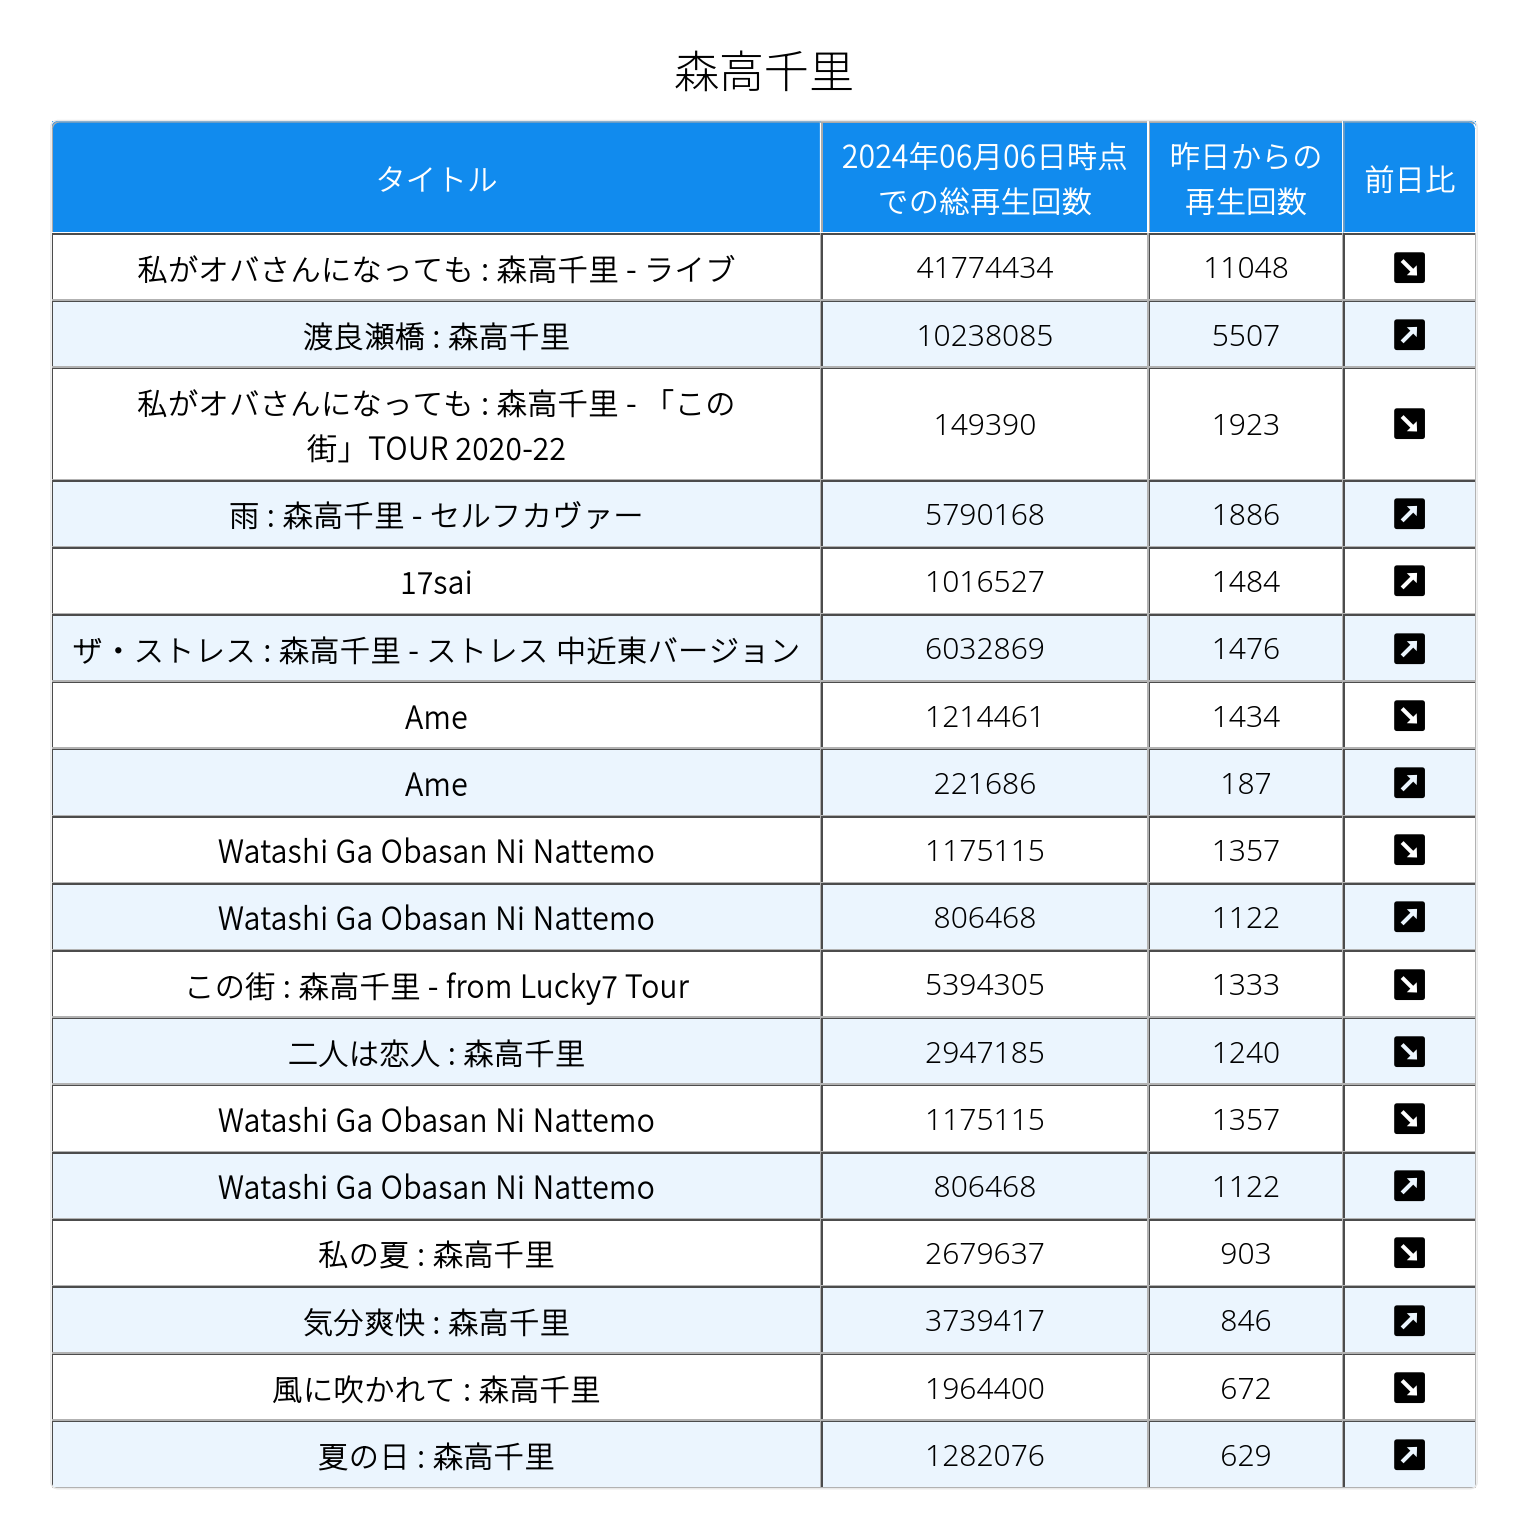 森高千里
タイトル
2024年06月06日時点
での総再生回数
昨日からの
再生回数
前日比
私がオバさんになっても : 森高千里 - ライブ 41774434 11048
渡良瀬橋 : 森高千里 10238085 5507
私がオバさんになっても : 森高千里 - 「この
街」TOUR 2020-22 149390 1923
雨 : 森高千里 - セルフカヴァー 5790168 1886
17sai 1016527 1484
ザ・ストレス : 森高千里 - ストレス 中近東バージョン 6032869 1476
Ame 1214461 1434
Ame 221686 187
Watashi Ga Obasan Ni Nattemo 1175115 1357
Watashi Ga Obasan Ni Nattemo 806468 1122
この街 : 森高千里 - from Lucky7 Tour 5394305 1333
二人は恋人 : 森高千里 2947185 1240
Watashi Ga Obasan Ni Nattemo 1175115 1357
Watashi Ga Obasan Ni Nattemo 806468 1122
私の夏 : 森高千里 2679637 903
気分爽快 : 森高千里 3739417 846
風に吹かれて : 森高千里 1964400 672
夏の日 : 森高千里 1282076 629